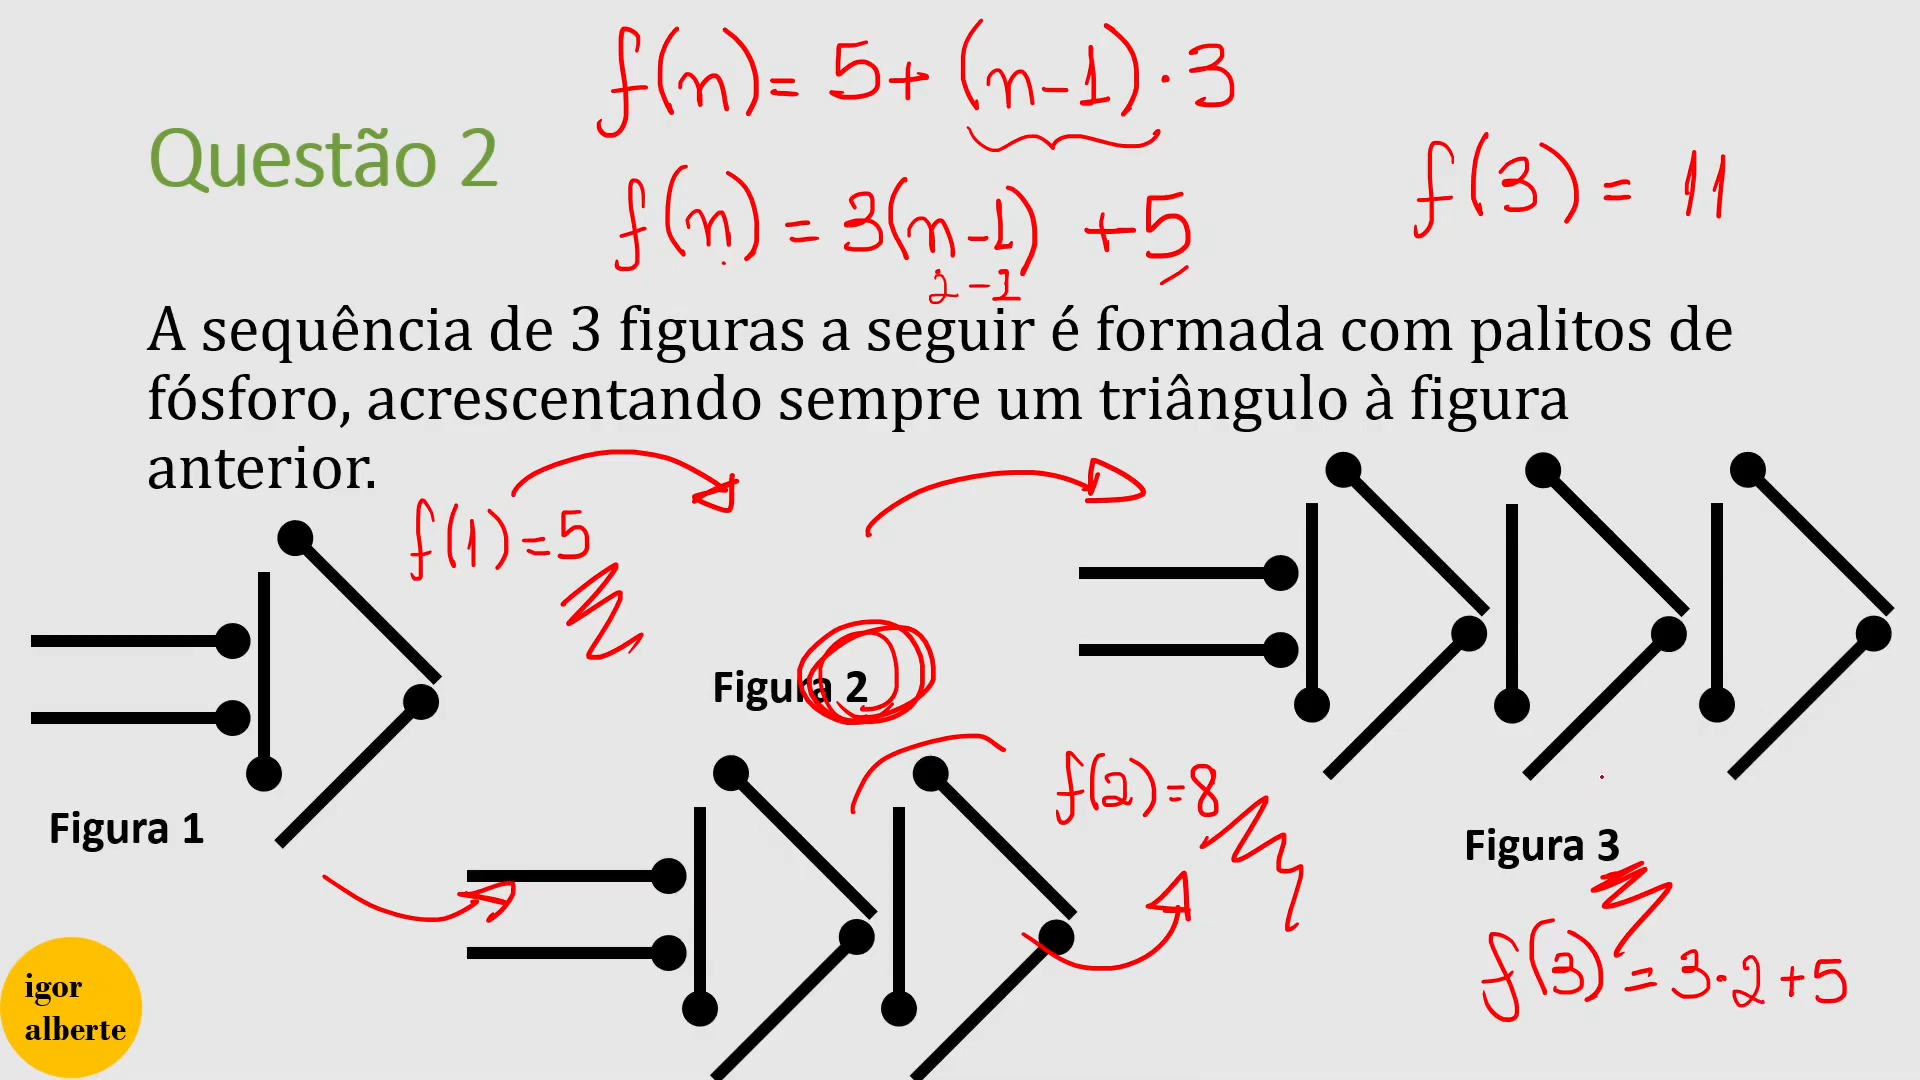 f(n) = 5 + (n-1) · 3
Questão 2
f(n) = 3(n-1) + 5
f(3) = 11
2-1
A sequência de 3 figuras a seguir é formada com palitos de
fósforo, acrescentando sempre um triângulo à figura
anterior.
f(1) = 5
Figura 2
f(2) = 8
Figura 1
Figura 3
f(3) = 3 · 2 + 5
igor
alberte